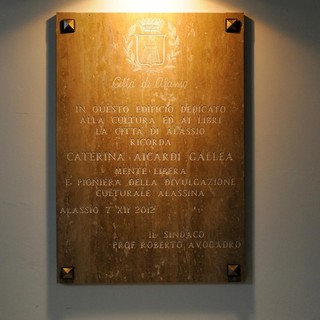 Città di Alassio
IN QUESTO EDIFICIO DEDICATO
ALLA CULTURA ED AI LIBRI
LA CITTÀ DI ALASSIO
RICORDA
CATERINA AICARDI GALLEA
MENTE LIBERA
E PIONIERA DELLA DIVULGAZIONE
CULTURALE ALASSINA
ALASSIO 7 XII 2012
IL SINDACO
PROF. ROBERTO AVOGADRO